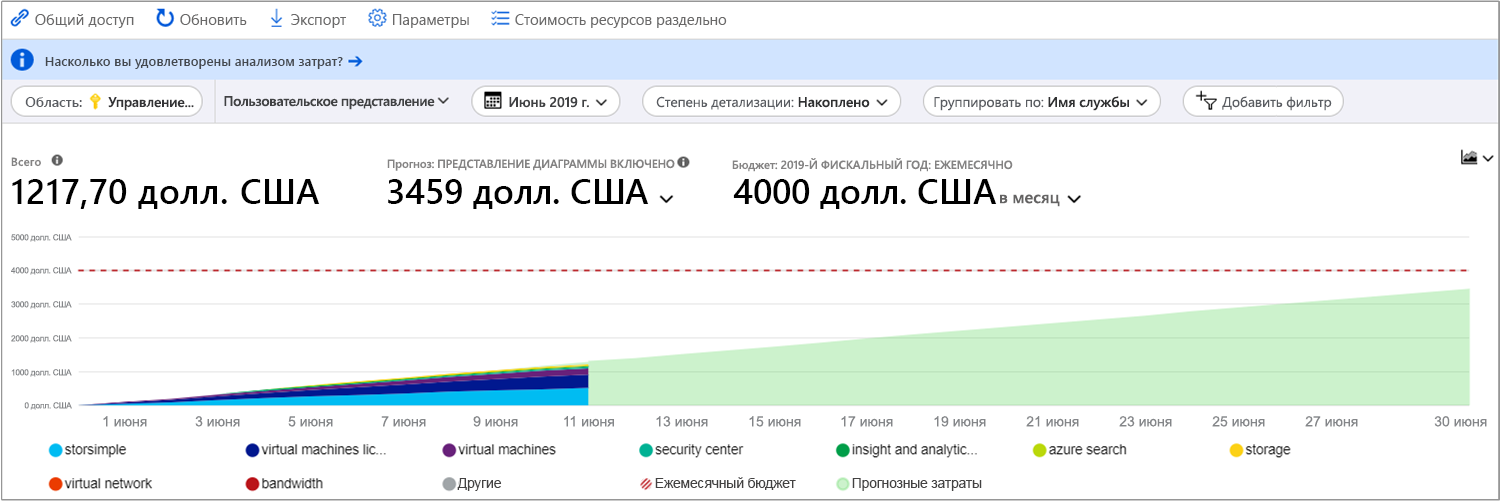 Общий доступ Обновить Экспорт Параметры Стоимость ресурсов раздельно
Насколько вы удовлетворены анализом затрат?
Область: Управление... Пользовательское представление Июнь 2019 г. Степень детализации: Накоплено Группировать по: Имя службы Добавить фильтр
Всего Прогноз: ПРЕДСТАВЛЕНИЕ ДИАГРАММЫ ВКЛЮЧЕНО Бюджет: 2019-Й ФИСКАЛЬНЫЙ ГОД: ЕЖЕМЕСЯЧНО
1217,70 долл. США 3459 долл. США 4000 долл. США в месяц
5000 долл. США
4000 долл. США
3000 долл. США
2000 долл. США
1000 долл. США
0 долл. США
1 июня 3 июня 5 июня 7 июня 9 июня 11 июня 13 июня 15 июня 17 июня 19 июня 21 июня 23 июня 25 июня 27 июня 30 июня
storsimple virtual machines lic... virtual machines security center insight and analytic... azure search storage
virtual network bandwidth Другие Ежемесячный бюджет Прогнозные затраты